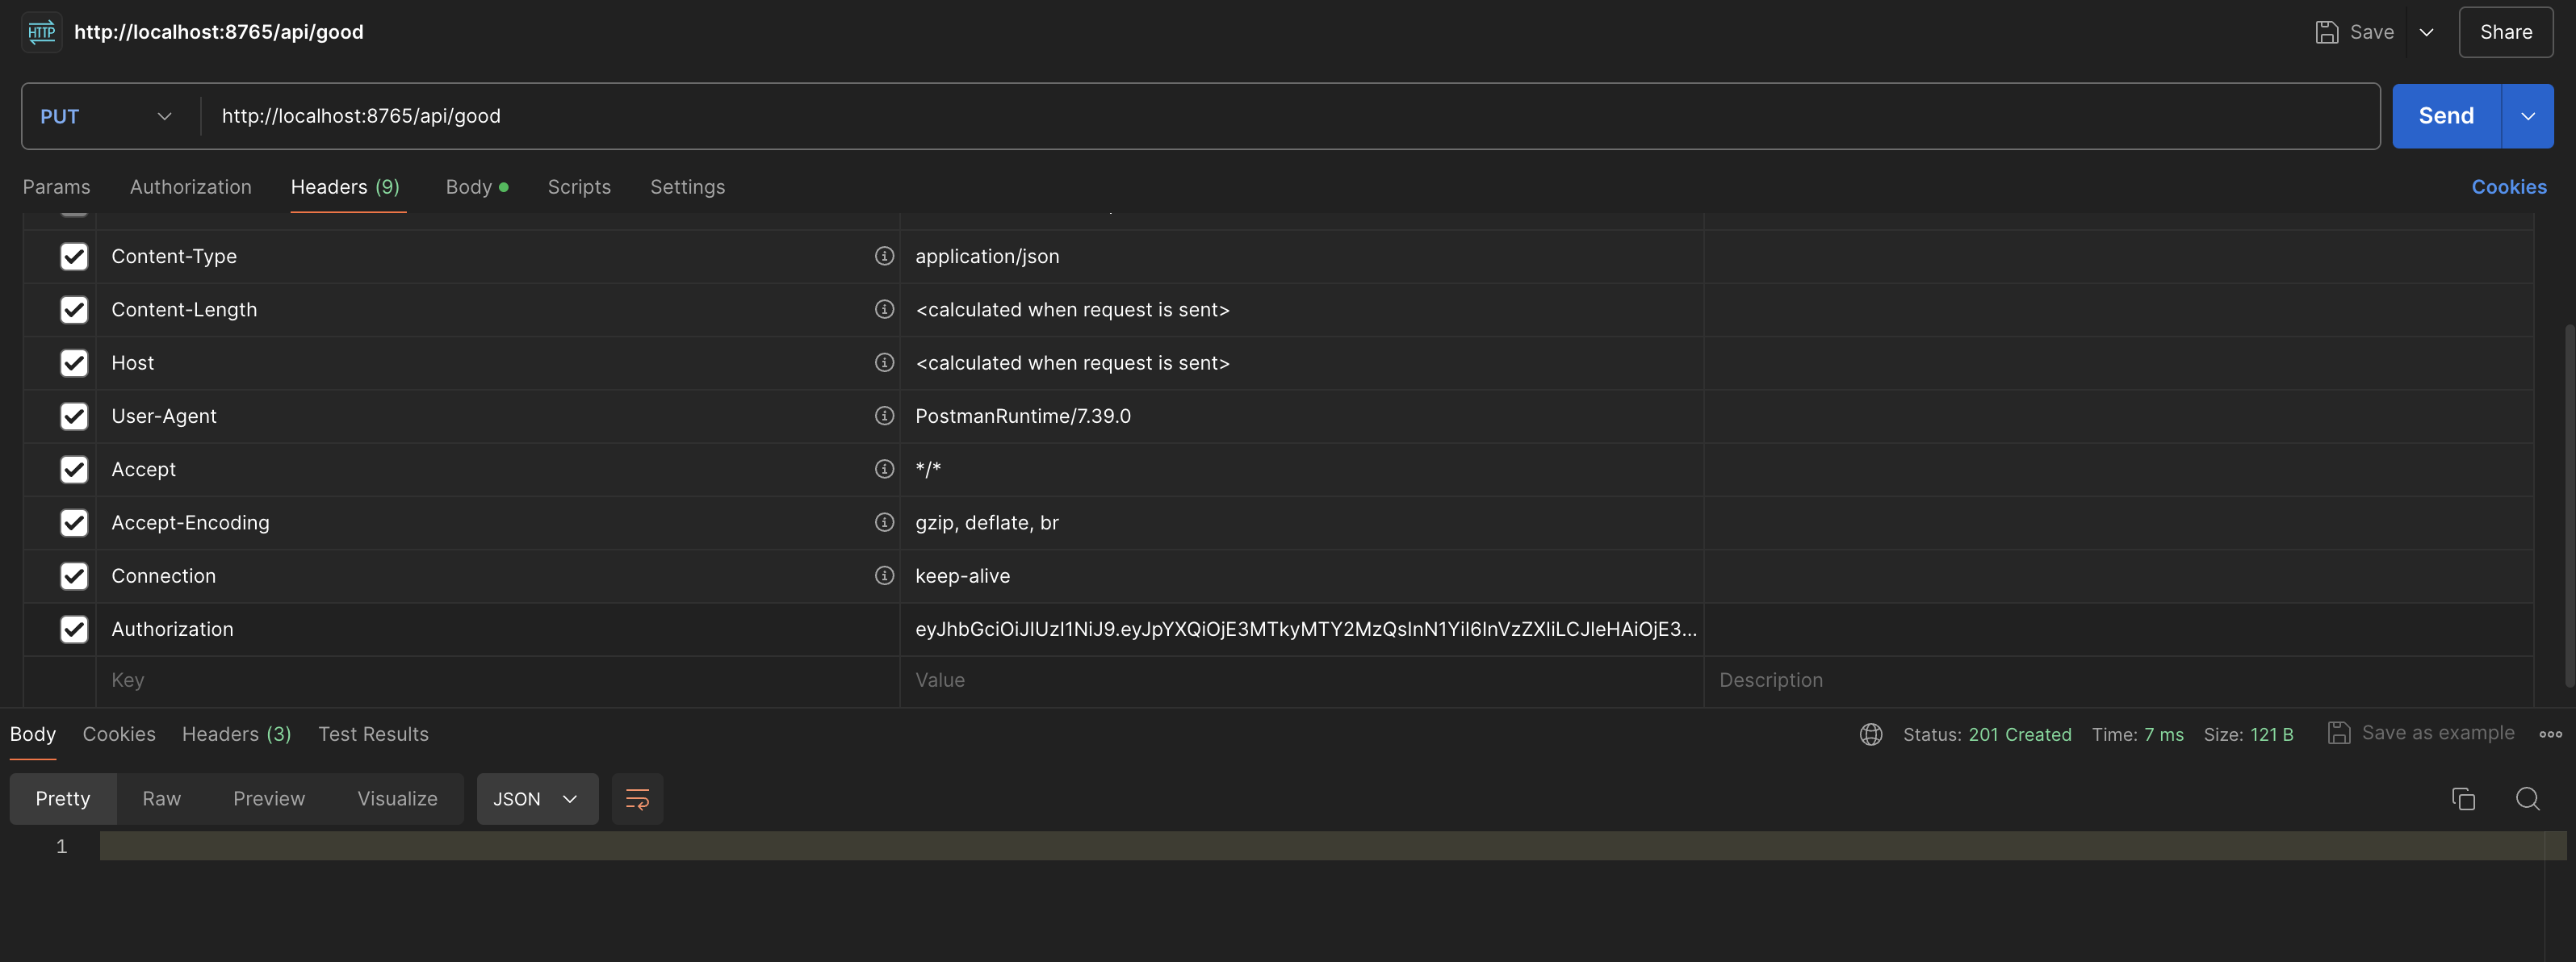 HTTP http://localhost:8765/api/good Save Share
PUT http://localhost:8765/api/good Send
Params Authorization Headers (9) Body Scripts Settings Cookies
Content-Type application/json
Content-Length <calculated when request is sent>
Host <calculated when request is sent>
User-Agent PostmanRuntime/7.39.0
Accept */*
Accept-Encoding gzip, deflate, br
Connection keep-alive
Authorization eyJhbGciOiJIUzI1NiJ9.eyJpYXQiOjE3MTkyMTY2MzQsInN1YiI6InVzZXIiLCJleHAiOjE3...
Key Value Description
Body Cookies Headers (3) Test Results Status: 201 Created Time: 7 ms Size: 121 B Save as example
Pretty Raw Preview Visualize JSON
1